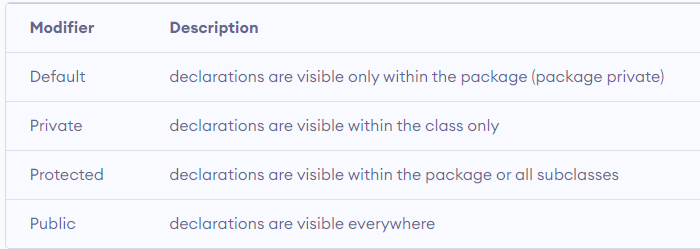 Modifier Description
Default declarations are visible only within the package (package private)
Private declarations are visible within the class only
Protected declarations are visible within the package or all subclasses
Public declarations are visible everywhere